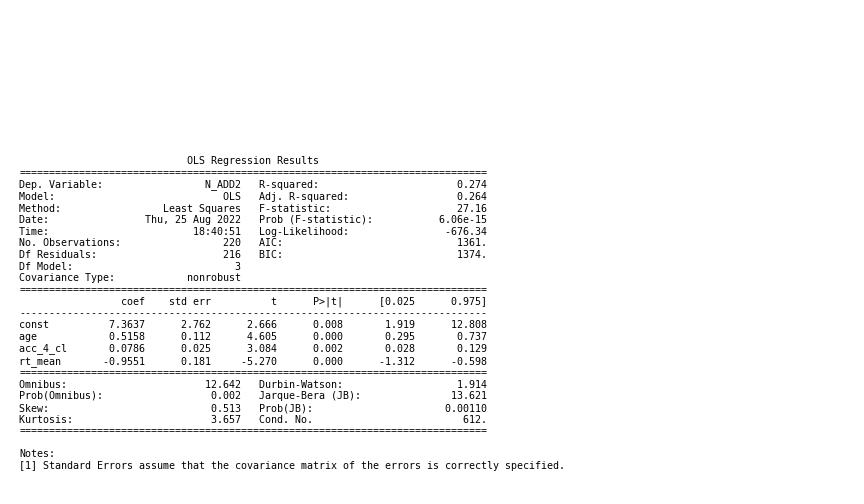 OLS Regression Results
==============================================================================
Dep. Variable:                 N_ADD2   R-squared:                       0.274
Model:                            OLS   Adj. R-squared:                  0.264
Method:                 Least Squares   F-statistic:                     27.16
Date:                Thu, 25 Aug 2022   Prob (F-statistic):           6.06e-15
Time:                        18:40:51   Log-Likelihood:                -676.34
No. Observations:                 220   AIC:                             1361.
Df Residuals:                     216   BIC:                             1374.
Df Model:                           3
Covariance Type:            nonrobust
==============================================================================
                 coef    std err          t      P>|t|      [0.025      0.975]
------------------------------------------------------------------------------
const          7.3637      2.762      2.666      0.008       1.919      12.808
age            0.5158      0.112      4.605      0.000       0.295       0.737
acc_4_cl       0.0786      0.025      3.084      0.002       0.028       0.129
rt_mean       -0.9551      0.181     -5.270      0.000      -1.312      -0.598
==============================================================================
Omnibus:                       12.642   Durbin-Watson:                   1.914
Prob(Omnibus):                  0.002   Jarque-Bera (JB):               13.621
Skew:                           0.513   Prob(JB):                      0.00110
Kurtosis:                       3.657   Cond. No.                         612.
==============================================================================

Notes:
[1] Standard Errors assume that the covariance matrix of the errors is correctly specified.